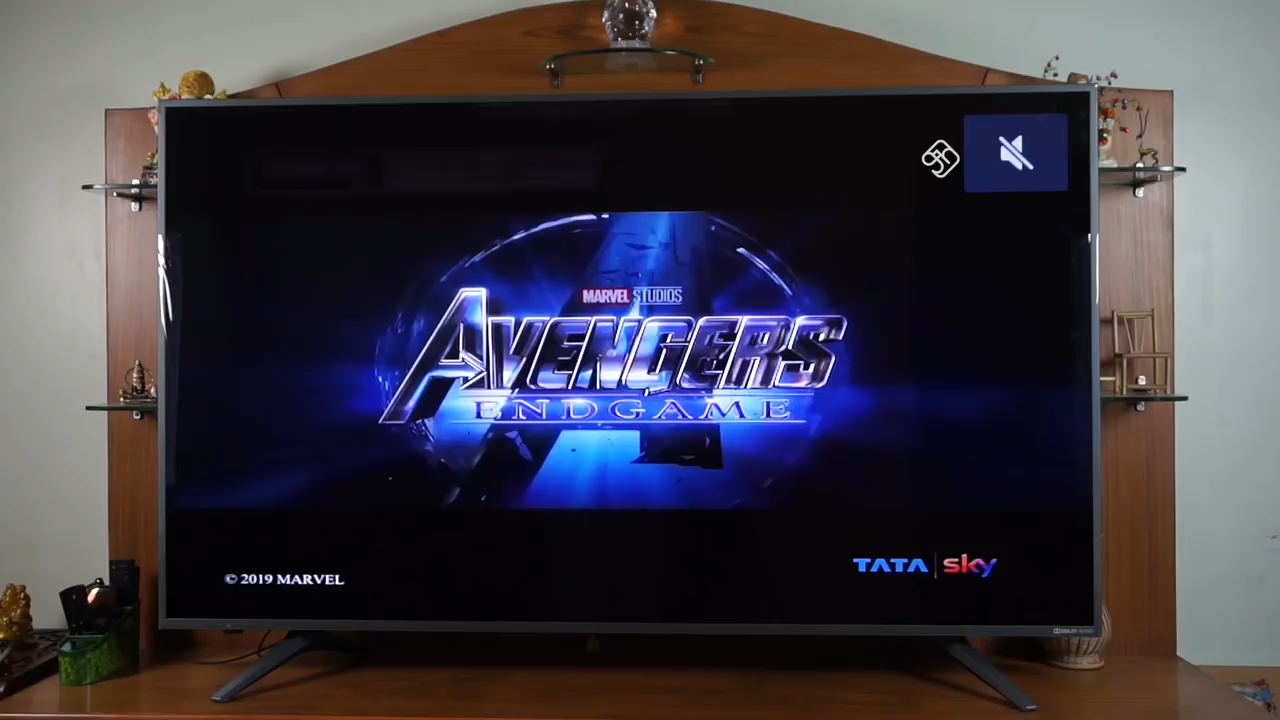 MARVEL STUDIOS
AVENGERS
ENDGAME
© 2019 MARVEL
TATA sky